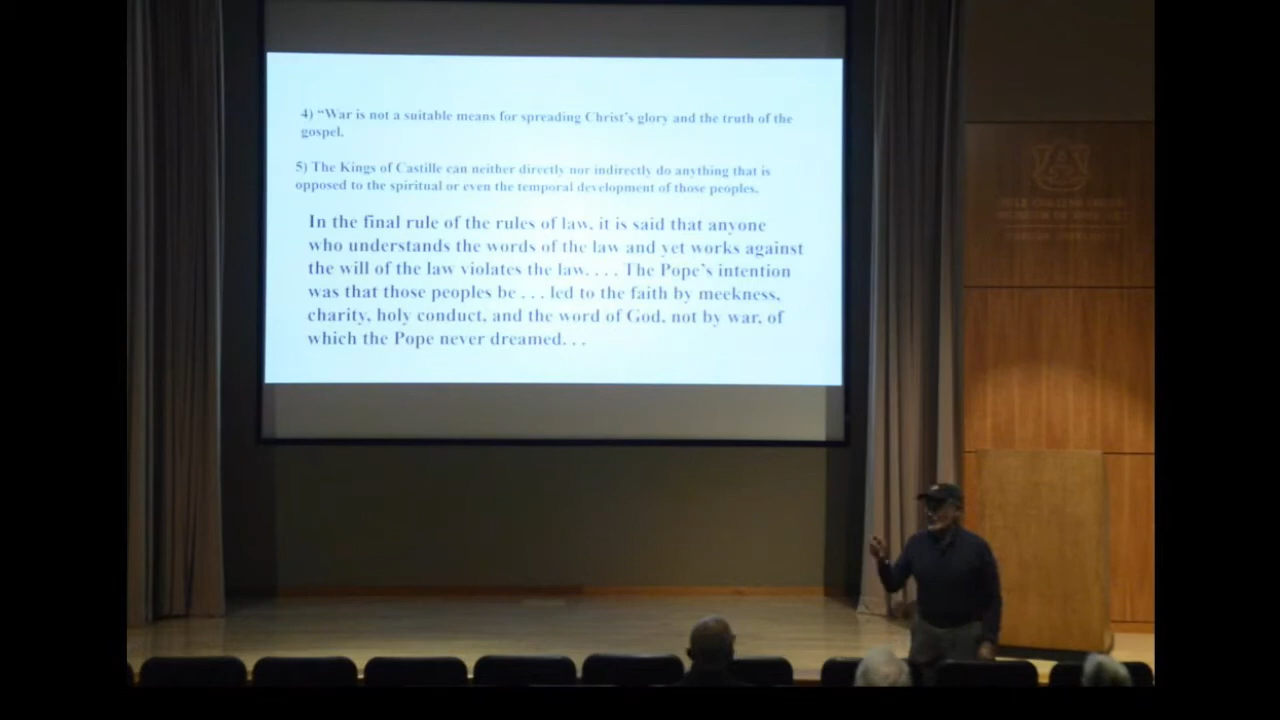 4) “War is not a suitable means for spreading Christ's glory and the truth of the
gospel.
5) The Kings of Castille can neither directly nor indirectly do anything that is
opposed to the spiritual or even the temporal development of those peoples.
In the final rule of the rules of law, it is said that anyone
who understands the words of the law and yet works against
the will of the law violates the law. . . . The Pope's intention
was that those peoples be . . . led to the faith by meekness,
charity, holy conduct, and the word of God, not by war, of
which the Pope never dreamed. . .